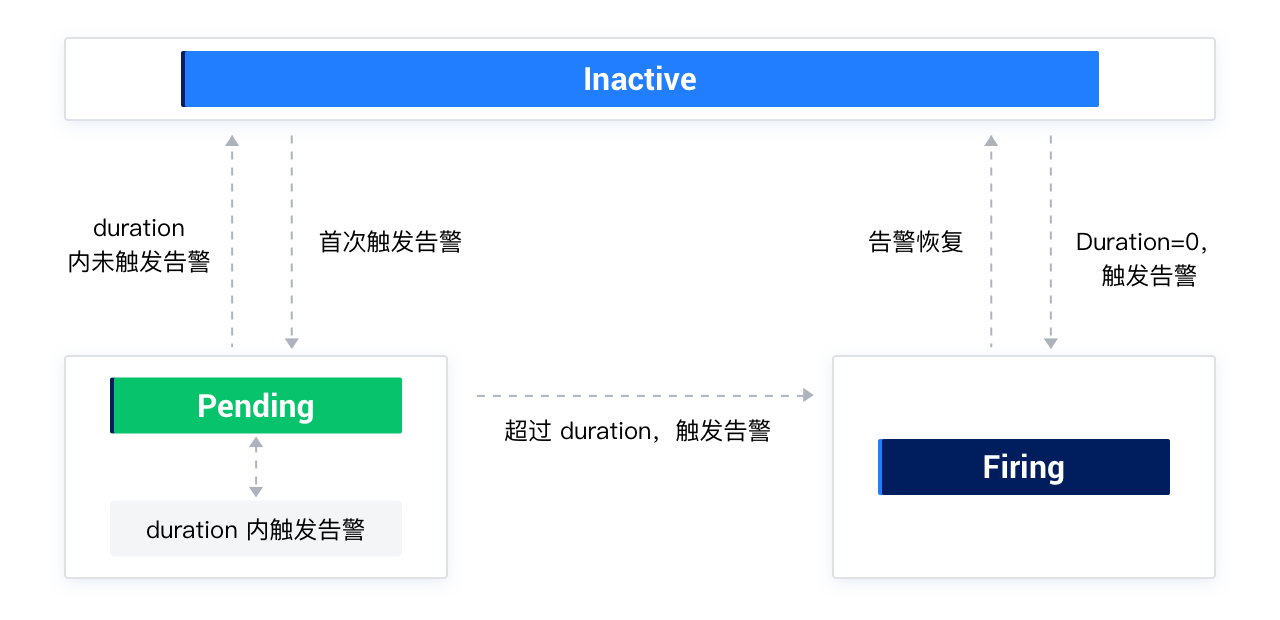 Inactive
duration
内未触发告警
首次触发告警
告警恢复
Duration=0,
触发告警
Pending
超过 duration，触发告警
Firing
duration 内触发告警